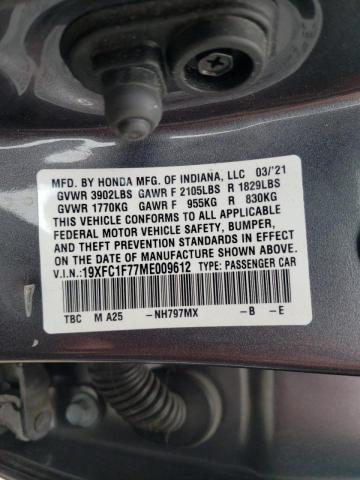 MFD. BY HONDA MFG. OF INDIANA, LLC 03/'21
GVWR 3902LBS GAWR F 2105LBS R 1829LBS
GVWR 1770KG GAWR F 955KG R 830KG
THIS VEHICLE CONFORMS TO ALL APPLICABLE
FEDERAL MOTOR VEHICLE SAFETY, BUMPER,
AND THEFT PREVENTION STANDARDS IN EFFECT
ON THE DATE OF MANUFACTURE SHOWN ABOVE.
V.I.N.:19XFC1F77ME009612 TYPE: PASSENGER CAR
TBC M A25 -NH797MX -B -E